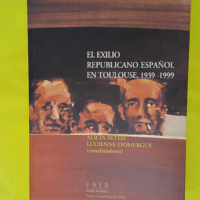 EL EXILIO
REPUBLICANO ESPAÑOL
EN TOULOUSE, 1939-1999
ALICIA ALTED
LUCIENNE DOMERGUE
(coordinadoras)
UNED